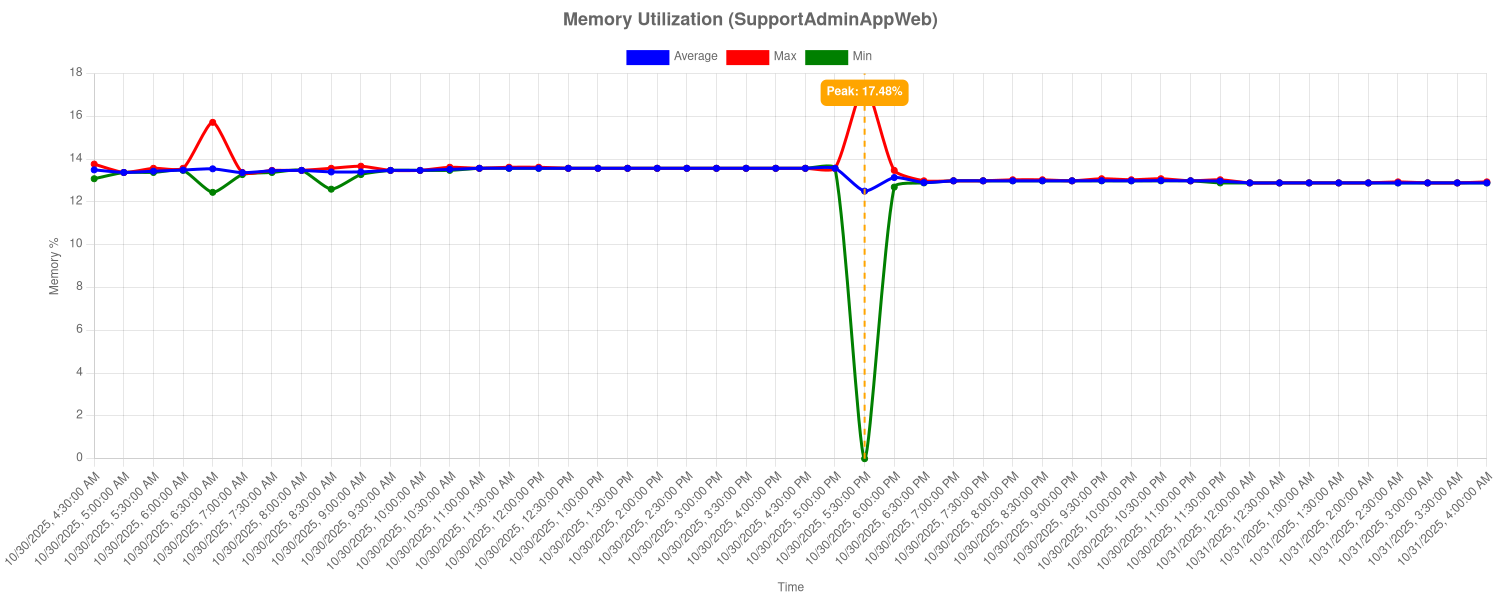 Memory Utilization (SupportAdminAppWeb)
Average Max Min
Peak: 17.48%
18
16
14
12
10
8
6
4
2
0
Memory %
10/30/2025, 4:30:00 AM
10/30/2025, 5:00:00 AM
10/30/2025, 5:30:00 AM
10/30/2025, 6:00:00 AM
10/30/2025, 6:30:00 AM
10/30/2025, 7:00:00 AM
10/30/2025, 7:30:00 AM
10/30/2025, 8:00:00 AM
10/30/2025, 8:30:00 AM
10/30/2025, 9:00:00 AM
10/30/2025, 9:30:00 AM
10/30/2025, 10:00:00 AM
10/30/2025, 10:30:00 AM
10/30/2025, 11:00:00 AM
10/30/2025, 11:30:00 AM
10/30/2025, 12:00:00 PM
10/30/2025, 12:30:00 PM
10/30/2025, 1:00:00 PM
10/30/2025, 1:30:00 PM
10/30/2025, 2:00:00 PM
10/30/2025, 2:30:00 PM
10/30/2025, 3:00:00 PM
10/30/2025, 3:30:00 PM
10/30/2025, 4:00:00 PM
10/30/2025, 4:30:00 PM
10/30/2025, 5:00:00 PM
10/30/2025, 5:30:00 PM
10/30/2025, 6:00:00 PM
10/30/2025, 6:30:00 PM
10/30/2025, 7:00:00 PM
10/30/2025, 7:30:00 PM
10/30/2025, 8:00:00 PM
10/30/2025, 8:30:00 PM
10/30/2025, 9:00:00 PM
10/30/2025, 9:30:00 PM
10/30/2025, 10:00:00 PM
10/30/2025, 10:30:00 PM
10/30/2025, 11:00:00 PM
10/30/2025, 11:30:00 PM
10/31/2025, 12:00:00 AM
10/31/2025, 12:30:00 AM
10/31/2025, 1:00:00 AM
10/31/2025, 1:30:00 AM
10/31/2025, 2:00:00 AM
10/31/2025, 2:30:00 AM
10/31/2025, 3:00:00 AM
10/31/2025, 3:30:00 AM
10/31/2025, 4:00:00 AM
Time